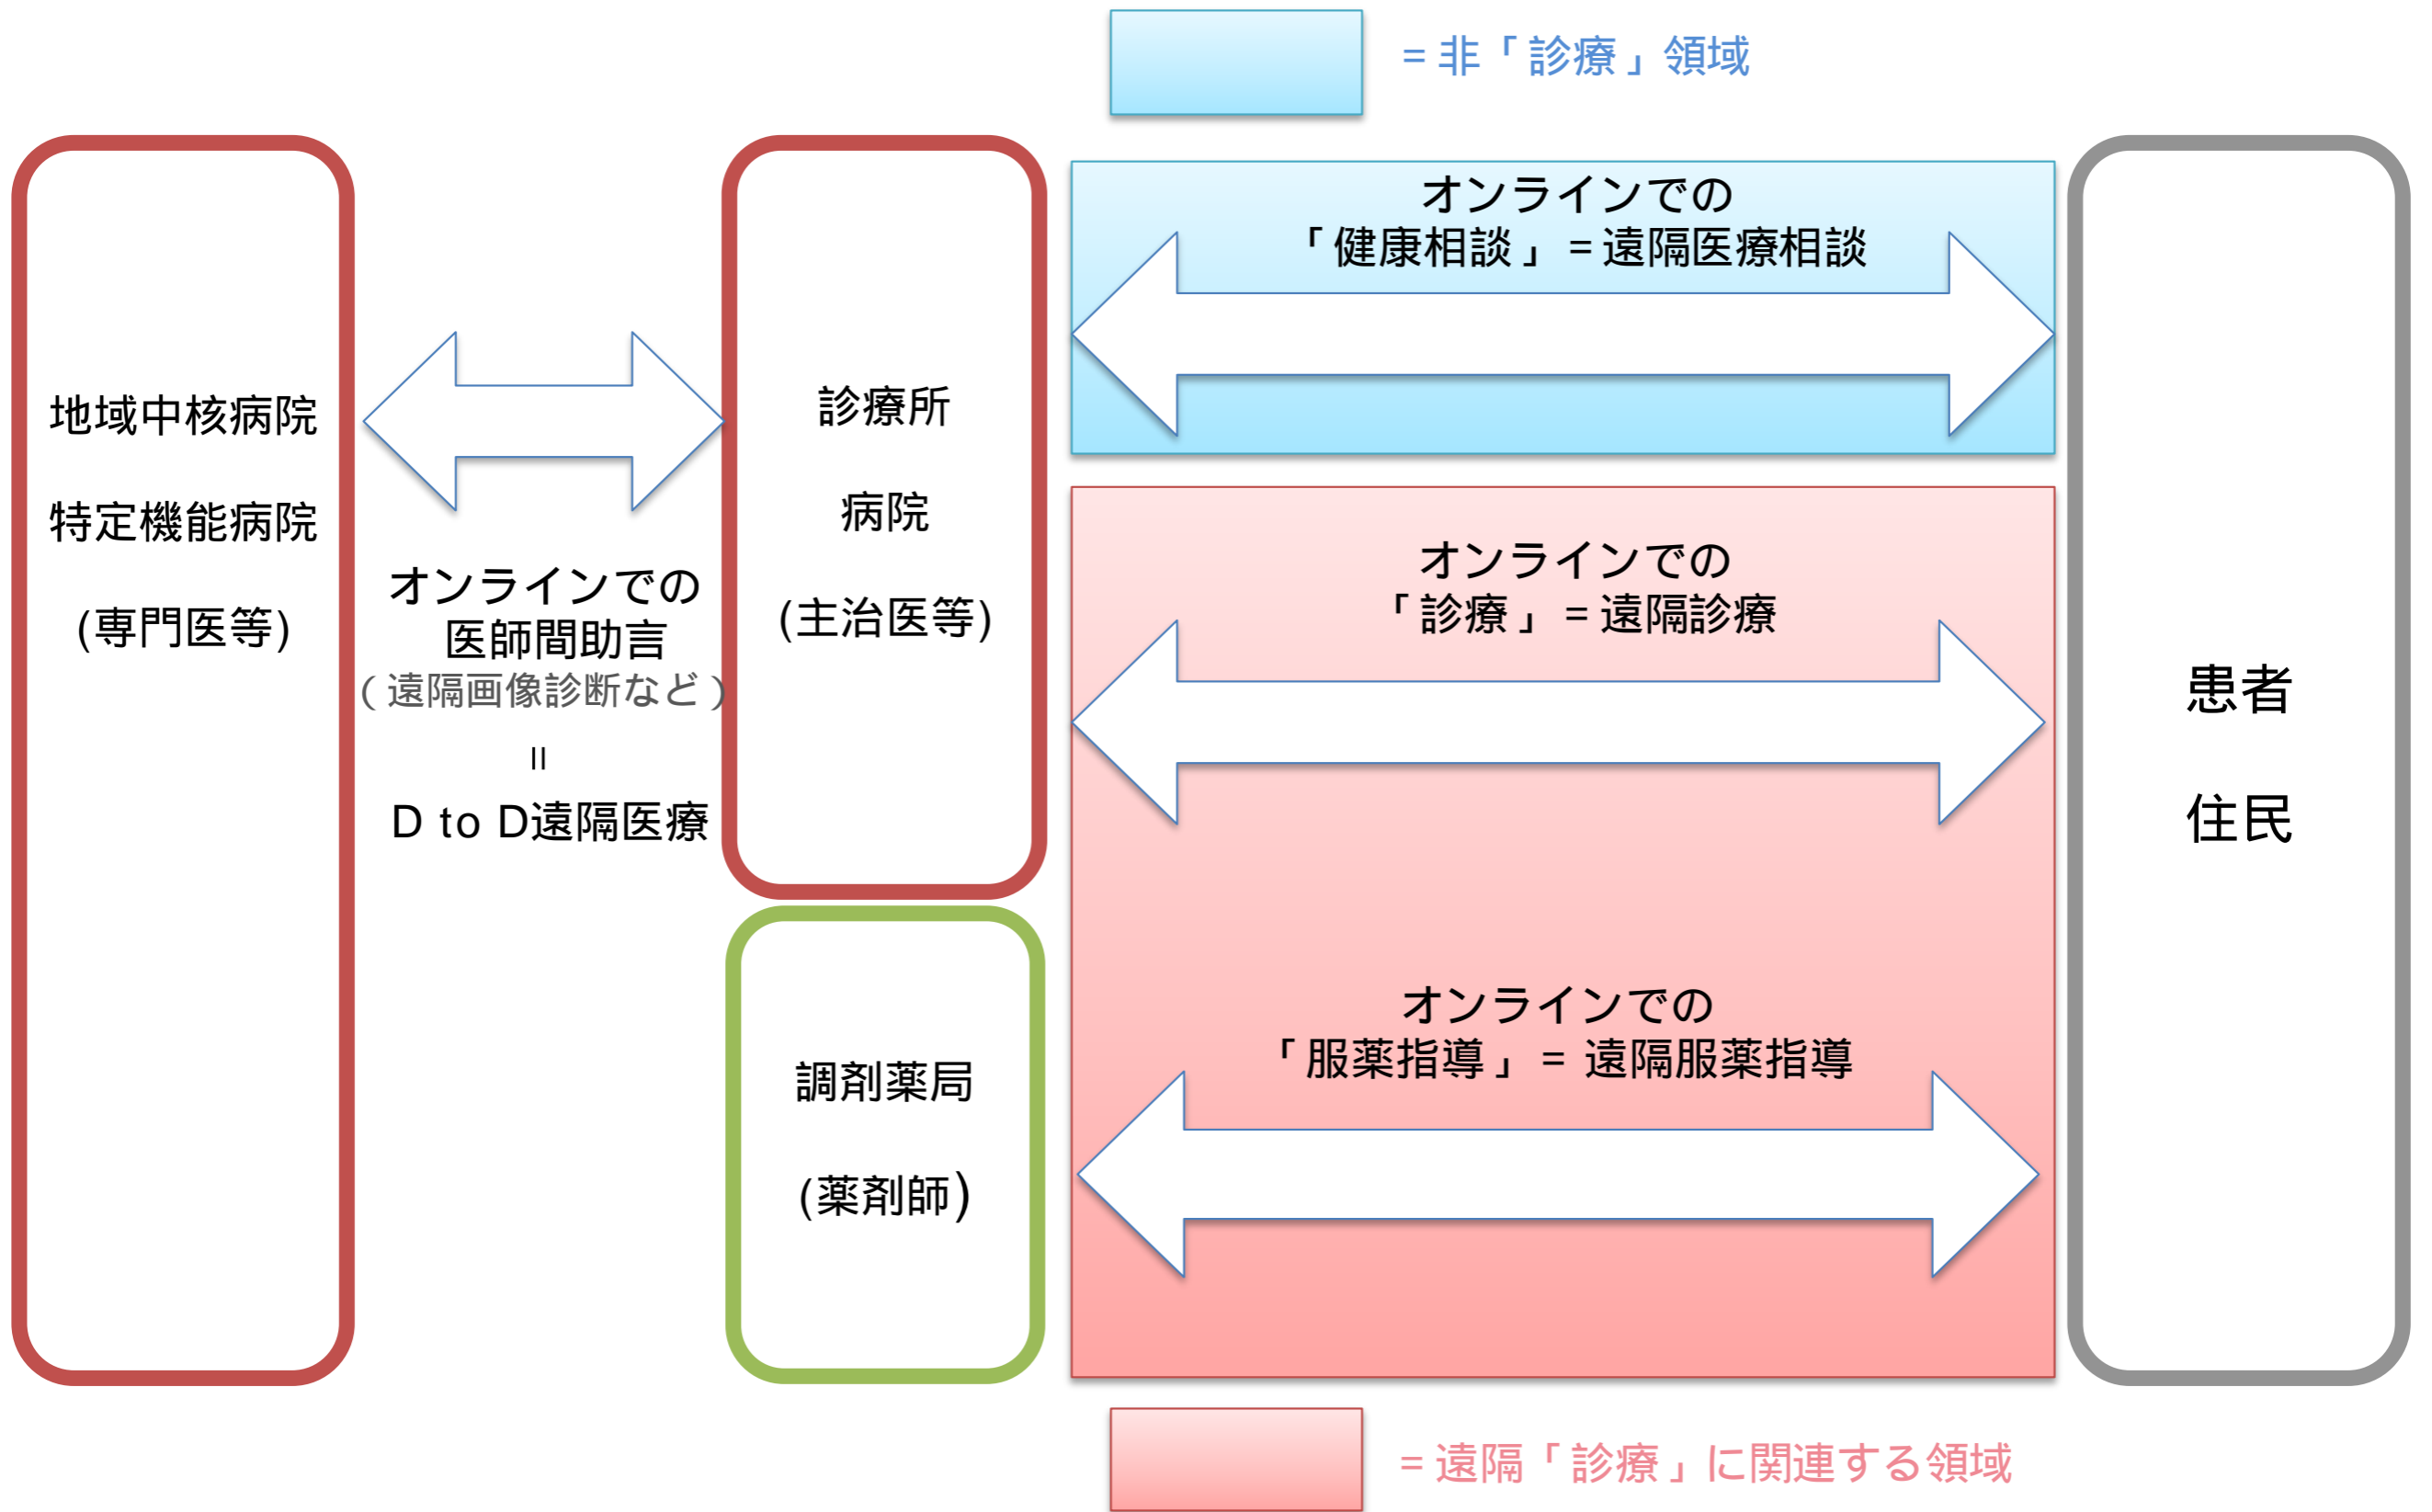 =非「診療」領域
地域中核病院
特定機能病院
(専門医等)
オンラインでの
医師間助言
(遠隔画像診断など)
=
D to D遠隔医療
診療所
病院
(主治医等)
調剤薬局
(薬剤師)
オンラインでの
「健康相談」=遠隔医療相談
オンラインでの
「診療」=遠隔診療
オンラインでの
「服薬指導」= 遠隔服薬指導
患者
住民
=遠隔「診療」に関連する領域